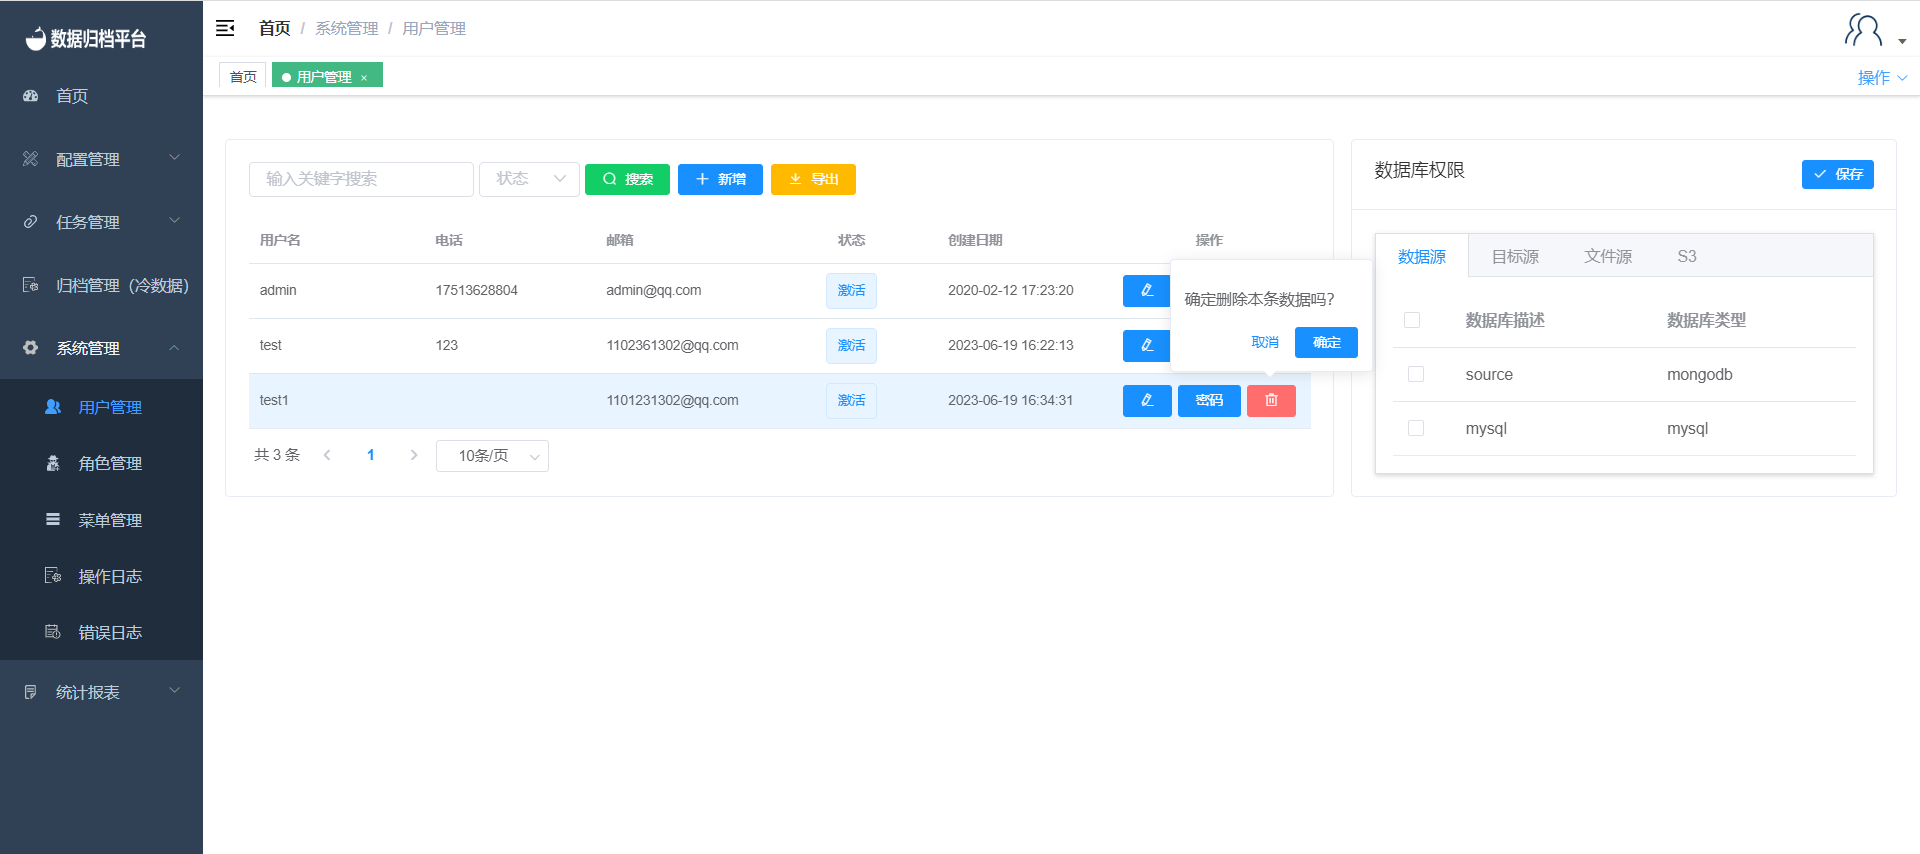 数据归档平台
首页
配置管理
任务管理
归档管理（冷数据）
系统管理
用户管理
角色管理
菜单管理
操作日志
错误日志
统计报表
首页 / 系统管理 / 用户管理
首页 用户管理 ×
操作
输入关键字搜索 状态 搜索 新增 导出
用户名 电话 邮箱 状态 创建日期 操作
admin 17513628804 admin@qq.com 激活 2020-02-12 17:23:20
test 123 1102361302@qq.com 激活 2023-06-19 16:22:13
test1 1101231302@qq.com 激活 2023-06-19 16:34:31 密码
确定删除本条数据吗？
取消 确定
共 3 条 1 10条/页
数据库权限 保存
数据源 目标源 文件源 S3
数据库描述 数据库类型
source mongodb
mysql mysql